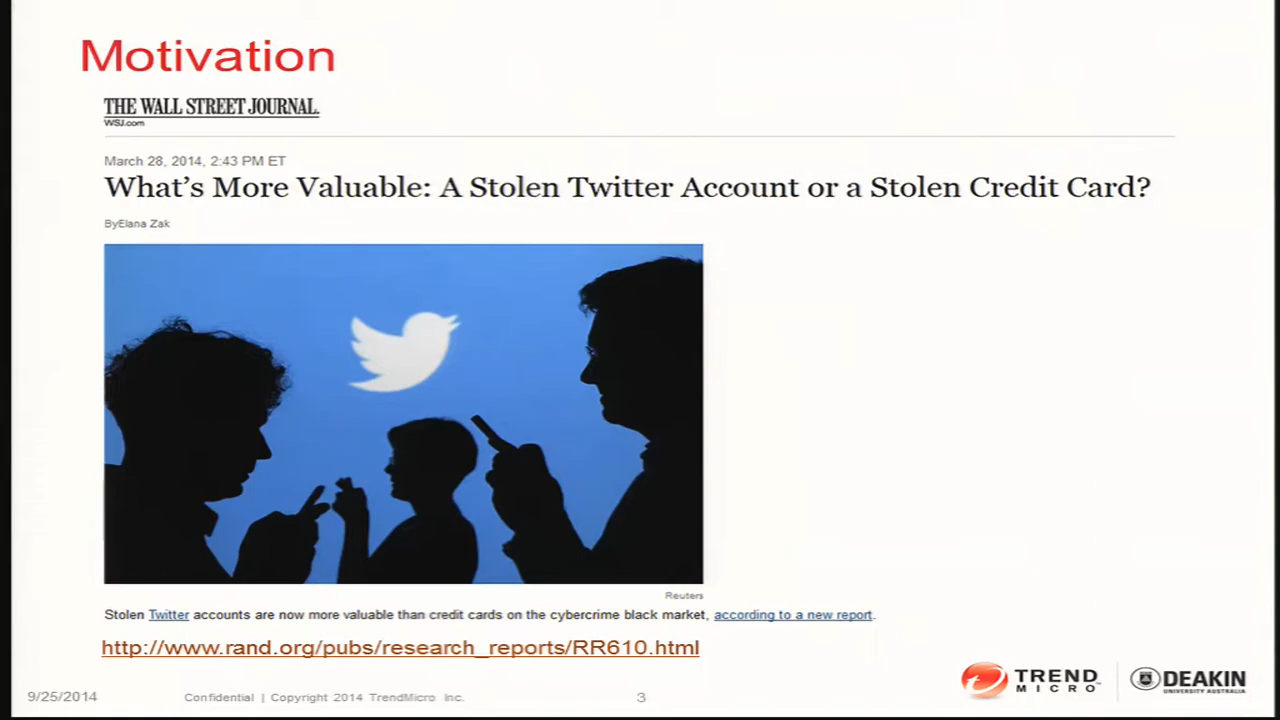 Motivation
THE WALL STREET JOURNAL.
WSJ.com
March 28, 2014, 2:43 PM ET
What's More Valuable: A Stolen Twitter Account or a Stolen Credit Card?
ByElana Zak
Reuters
Stolen Twitter accounts are now more valuable than credit cards on the cybercrime black market, according to a new report.
http://www.rand.org/pubs/research_reports/RR610.html
9/25/2014
Confidential | Copyright 2014 TrendMicro Inc.
3
TREND
MICRO™
DEAKIN
UNIVERSITY AUSTRALIA